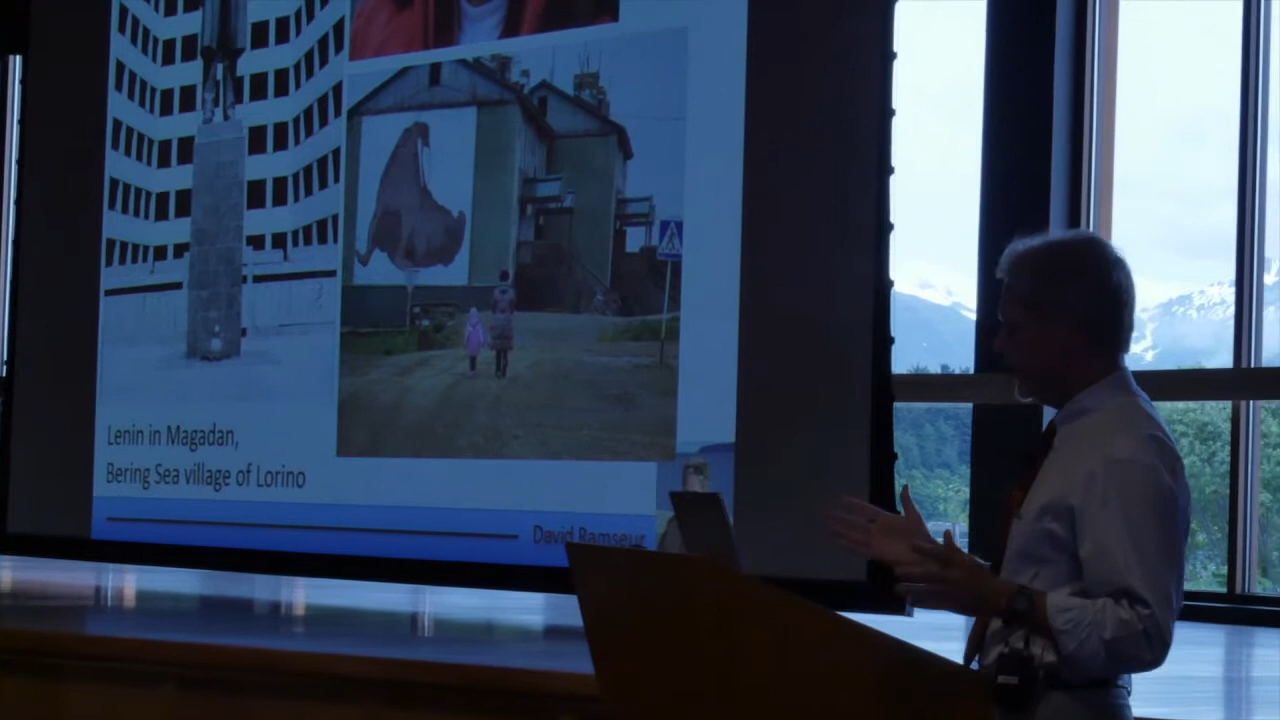 Lenin in Magadan,
Bering Sea village of Lorino
David Ramseur